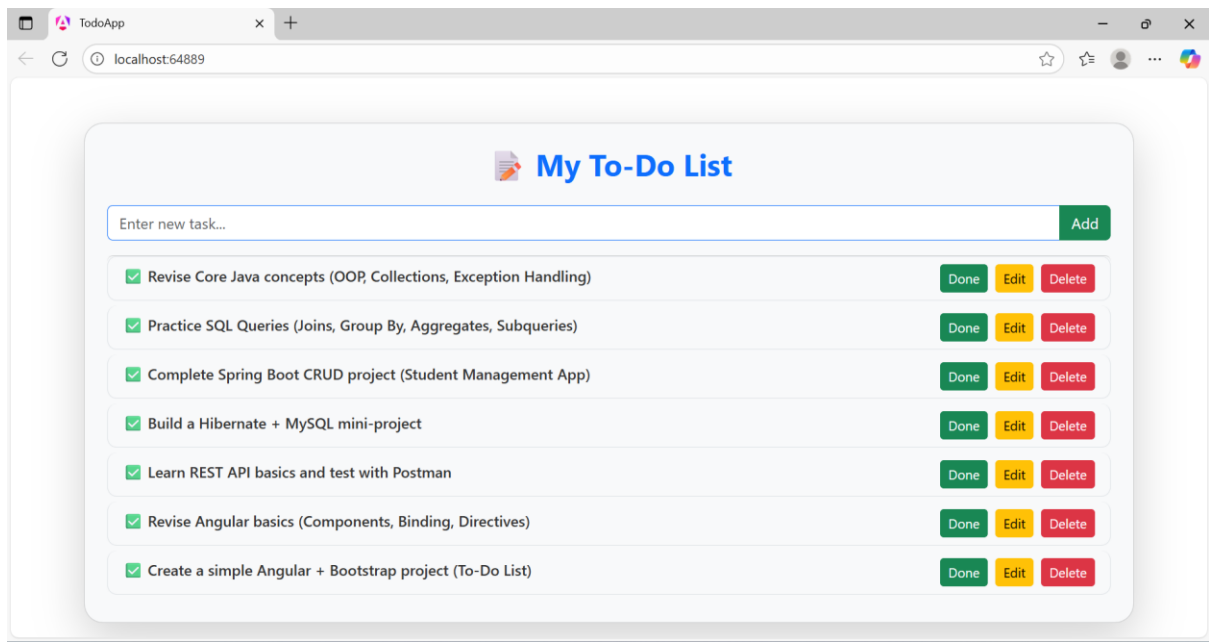 TodoApp
localhost:64889
My To-Do List
Enter new task... Add
Revise Core Java concepts (OOP, Collections, Exception Handling) Done Edit Delete
Practice SQL Queries (Joins, Group By, Aggregates, Subqueries) Done Edit Delete
Complete Spring Boot CRUD project (Student Management App) Done Edit Delete
Build a Hibernate + MySQL mini-project Done Edit Delete
Learn REST API basics and test with Postman Done Edit Delete
Revise Angular basics (Components, Binding, Directives) Done Edit Delete
Create a simple Angular + Bootstrap project (To-Do List) Done Edit Delete